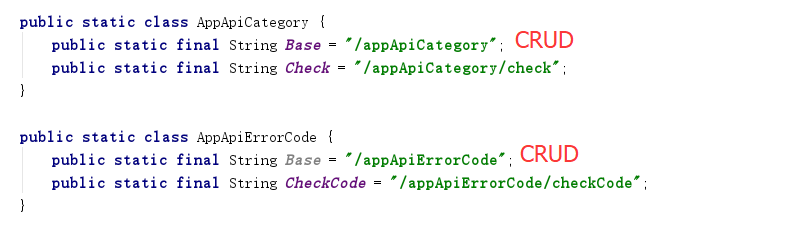 public static class AppApiCategory {
public static final String Base = "/appApiCategory"; CRUD
public static final String Check = "/appApiCategory/check";
}
public static class AppApiErrorCode {
public static final String Base = "/appApiErrorCode"; CRUD
public static final String CheckCode = "/appApiErrorCode/checkCode";
}